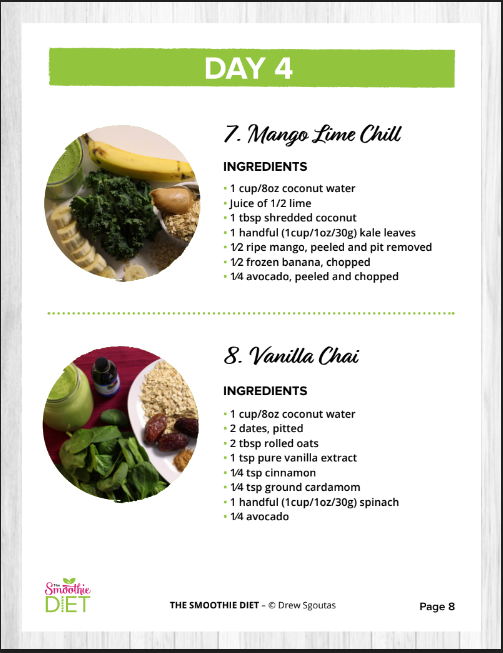 DAY 4
7. Mango Lime Chill
INGREDIENTS
• 1 cup/8oz coconut water
• Juice of 1/2 lime
• 1 tbsp shredded coconut
• 1 handful (1cup/1oz/30g) kale leaves
• 1/2 ripe mango, peeled and pit removed
• 1/2 frozen banana, chopped
• 1/4 avocado, peeled and chopped
8. Vanilla Chai
INGREDIENTS
• 1 cup/8oz coconut water
• 2 dates, pitted
• 2 tbsp rolled oats
• 1 tsp pure vanilla extract
• 1/4 tsp cinnamon
• 1/4 tsp ground cardamom
• 1 handful (1cup/1oz/30g) spinach
• 1/4 avocado
The
Smoothie
DIET
THE SMOOTHIE DIET – © Drew Sgoutas
Page 8